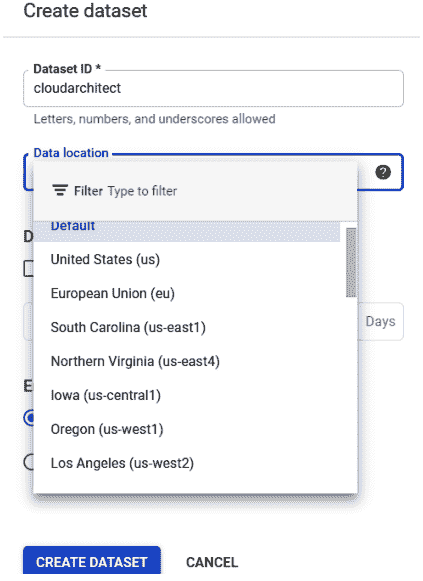 Create dataset
Dataset ID *
cloudarchitect
Letters, numbers, and underscores allowed
Data location
Filter Type to filter
Default
D
United States (us)
European Union (eu)
South Carolina (us-east1)
Days
Northern Virginia (us-east4)
E
Iowa (us-central1)
Oregon (us-west1)
Los Angeles (us-west2)
CREATE DATASET CANCEL